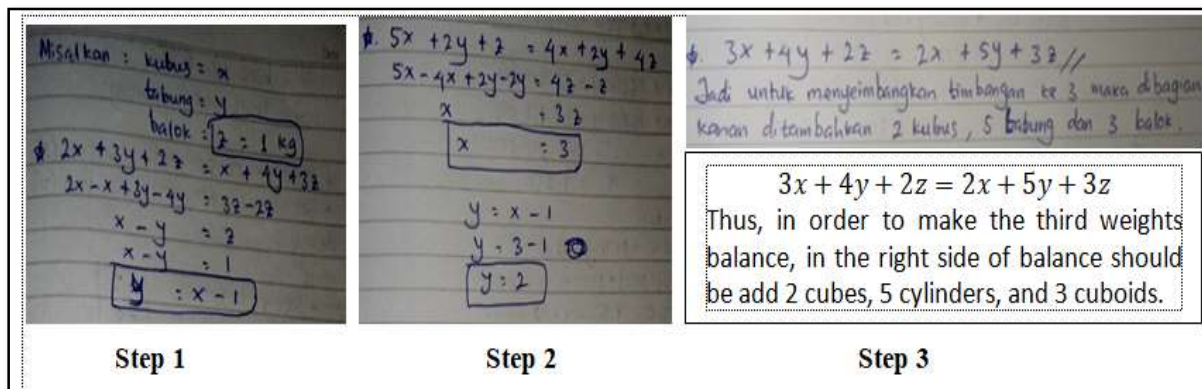 Misalkan : kubus = x
tabung = y
balok = z = 1 kg
2x + 3y + 2z = x + 4y + 3z
2x - x + 3y - 4y = 3z - 2z
x - y = z
x - y = 1
y = x - 1
5x + 2y + z = 4x + 2y + 4z
5x - 4x + 2y - 2y = 4z - z
x = 3z
x = 3
y = x - 1
y = 3 - 1
y = 2
3x + 4y + 2z = 2x + 5y + 3z //
Jadi untuk menyeimbangkan timbangan ke 3 maka dibagian
kanan ditambahkan 2 kubus, 5 tabung dan 3 balok.
3x + 4y + 2z = 2x + 5y + 3z
Thus, in order to make the third weights
balance, in the right side of balance should
be add 2 cubes, 5 cylinders, and 3 cuboids.
Step 1
Step 2
Step 3